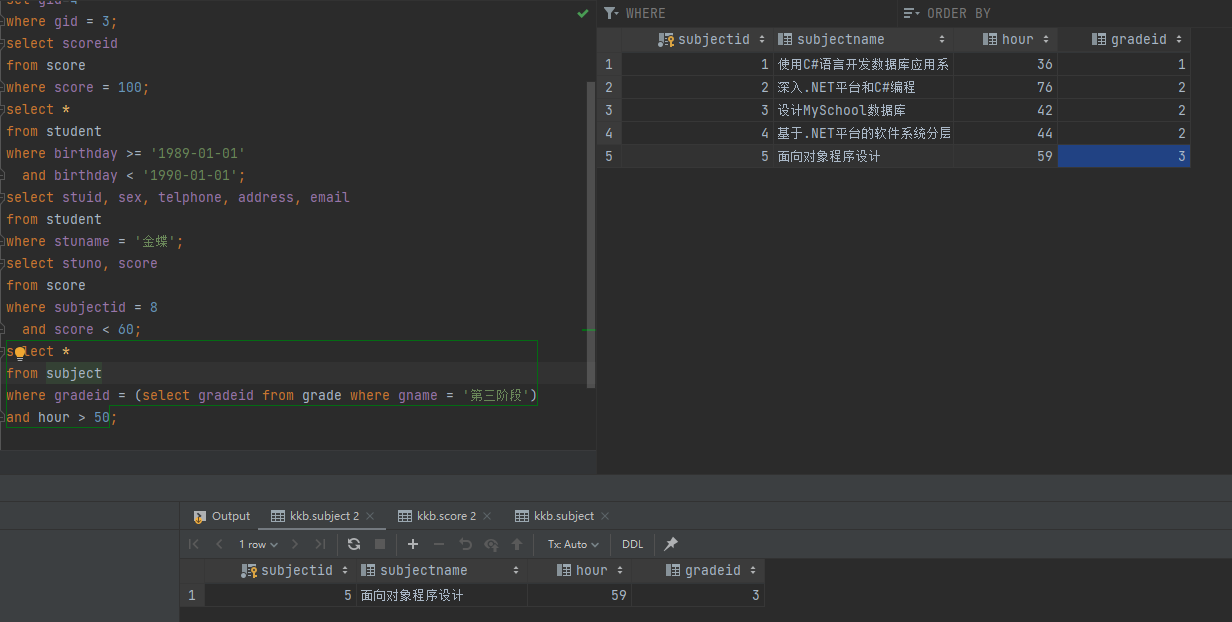 where gid = 3;
select scoreid
from score
where score = 100;
select *
from student
where birthday >= '1989-01-01'
and birthday < '1990-01-01';
select stuid, sex, telphone, address, email
from student
where stuname = '金蝶';
select stuno, score
from score
where subjectid = 8
and score < 60;
select *
from subject
where gradeid = (select gradeid from grade where gname = '第三阶段')
and hour > 50;
WHERE ORDER BY
subjectid subjectname hour gradeid
1 1 使用C#语言开发数据库应用系 36 1
2 2 深入.NET平台和C#编程 76 2
3 3 设计MySchool数据库 42 2
4 4 基于.NET平台的软件系统分层 44 2
5 5 面向对象程序设计 59 3
Output kkb.subject 2 kkb.score 2 kkb.subject
1 row Tx: Auto DDL
subjectid subjectname hour gradeid
1 5 面向对象程序设计 59 3